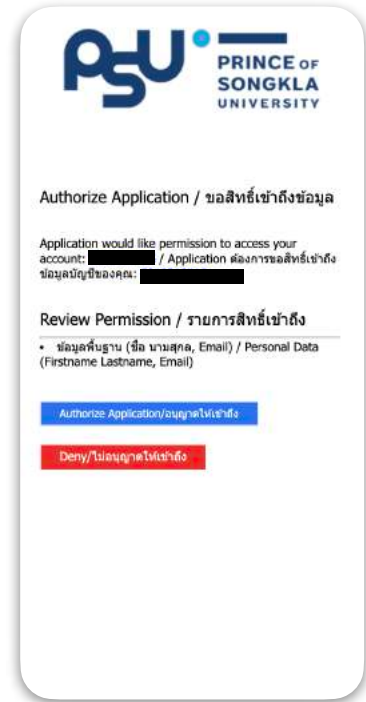 PSU
PRINCE OF
SONGKLA
UNIVERSITY
Authorize Application / ขอสิทธิ์เข้าถึงข้อมูล
Application would like permission to access your
account: / Application ต้องการขอสิทธิ์เข้าถึง
ข้อมูลบัญชีของคุณ:
Review Permission / รายการสิทธิ์เข้าถึง
• ข้อมูลพื้นฐาน (ชื่อ นามสุกล, Email) / Personal Data
(Firstname Lastname, Email)
Authorize Application/อนุญาตให้เข้าถึง
Deny/ไม่อนุญาตให้เข้าถึง